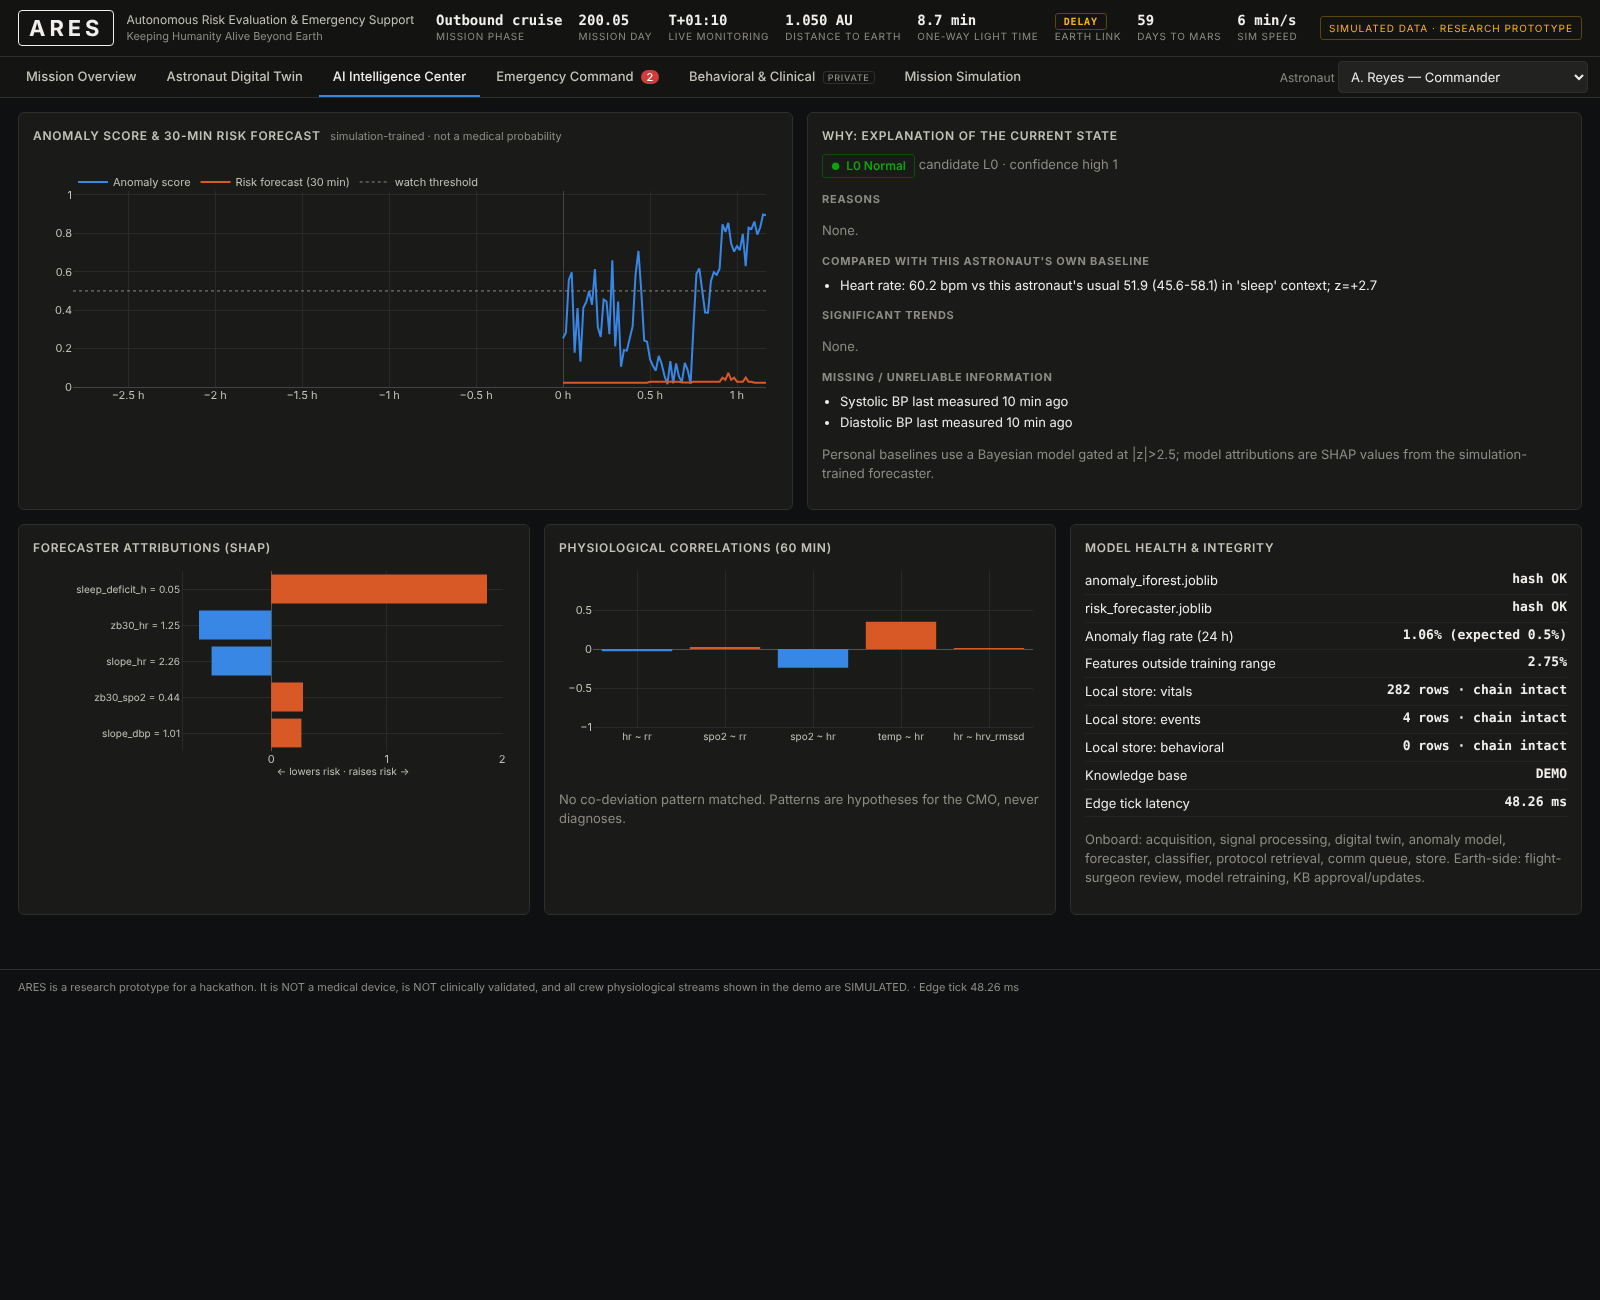 ARES
Autonomous Risk Evaluation & Emergency Support
Keeping Humanity Alive Beyond Earth
Outbound cruise
MISSION PHASE
200.05
MISSION DAY
T+01:10
LIVE MONITORING
1.050 AU
DISTANCE TO EARTH
8.7 min
ONE-WAY LIGHT TIME
DELAY
EARTH LINK
59
DAYS TO MARS
6 min/s
SIM SPEED
SIMULATED DATA · RESEARCH PROTOTYPE
Mission Overview
Astronaut Digital Twin
AI Intelligence Center
Emergency Command 2
Behavioral & Clinical PRIVATE
Mission Simulation
Astronaut A. Reyes — Commander
ANOMALY SCORE & 30-MIN RISK FORECAST simulation-trained · not a medical probability
Anomaly score
Risk forecast (30 min)
watch threshold
1
0.8
0.6
0.4
0.2
0
−2.5 h
−2 h
−1.5 h
−1 h
−0.5 h
0 h
0.5 h
1 h
WHY: EXPLANATION OF THE CURRENT STATE
L0 Normal candidate L0 · confidence high 1
REASONS
None.
COMPARED WITH THIS ASTRONAUT'S OWN BASELINE
• Heart rate: 60.2 bpm vs this astronaut's usual 51.9 (45.6-58.1) in 'sleep' context; z=+2.7
SIGNIFICANT TRENDS
None.
MISSING / UNRELIABLE INFORMATION
• Systolic BP last measured 10 min ago
• Diastolic BP last measured 10 min ago
Personal baselines use a Bayesian model gated at |z|>2.5; model attributions are SHAP values from the simulation-
trained forecaster.
FORECASTER ATTRIBUTIONS (SHAP)
sleep_deficit_h = 0.05
zb30_hr = 1.25
slope_hr = 2.26
zb30_spo2 = 0.44
slope_dbp = 1.01
0
1
2
← lowers risk · raises risk →
PHYSIOLOGICAL CORRELATIONS (60 MIN)
0.5
0
−0.5
−1
hr ~ rr
spo2 ~ rr
spo2 ~ hr
temp ~ hr
hr ~ hrv_rmssd
No co-deviation pattern matched. Patterns are hypotheses for the CMO, never
diagnoses.
MODEL HEALTH & INTEGRITY
anomaly_iforest.joblib hash OK
risk_forecaster.joblib hash OK
Anomaly flag rate (24 h) 1.06% (expected 0.5%)
Features outside training range 2.75%
Local store: vitals 282 rows · chain intact
Local store: events 4 rows · chain intact
Local store: behavioral 0 rows · chain intact
Knowledge base DEMO
Edge tick latency 48.26 ms
Onboard: acquisition, signal processing, digital twin, anomaly model,
forecaster, classifier, protocol retrieval, comm queue, store. Earth-side: flight-
surgeon review, model retraining, KB approval/updates.
ARES is a research prototype for a hackathon. It is NOT a medical device, is NOT clinically validated, and all crew physiological streams shown in the demo are SIMULATED. · Edge tick 48.26 ms